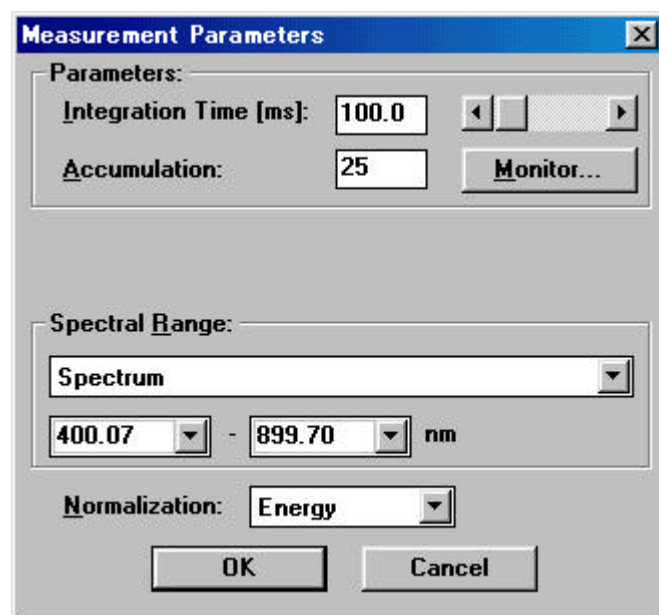 Measurement Parameters
Parameters:
Integration Time [ms]: 100.0
Accumulation: 25 Monitor...
Spectral Range:
Spectrum
400.07 - 899.70 nm
Normalization: Energy
OK Cancel